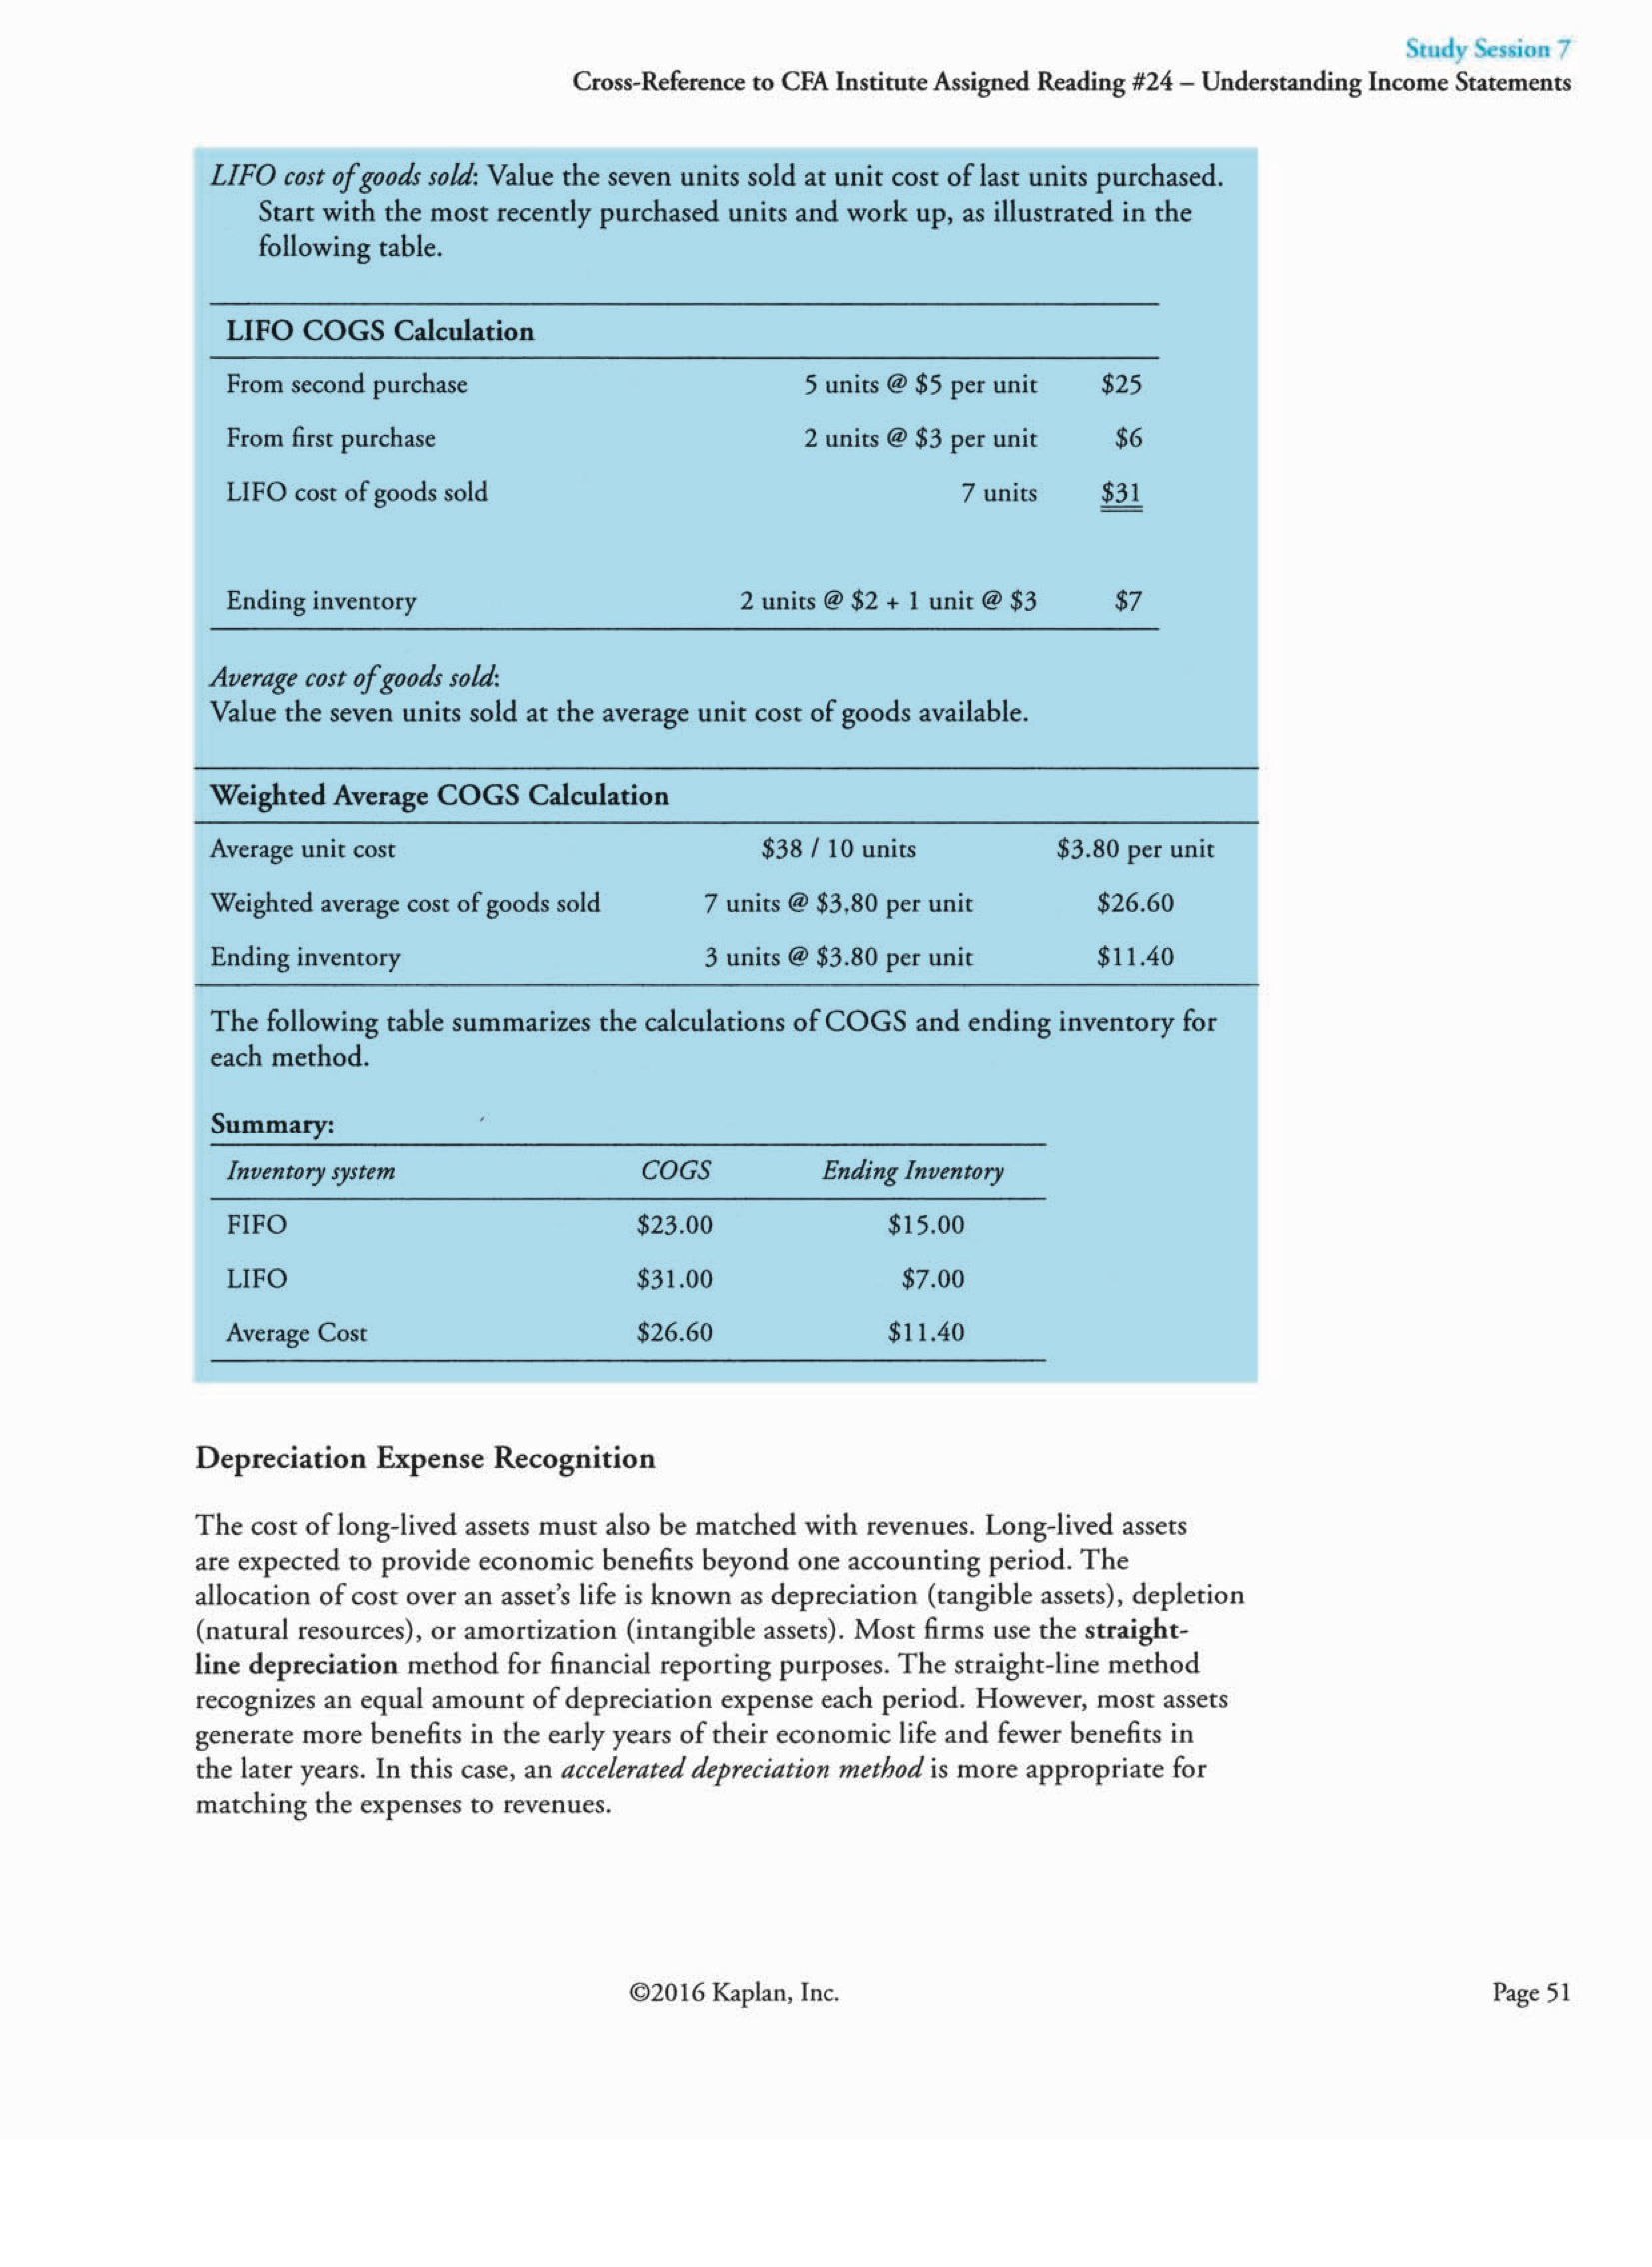 Study Session 7
Cross-Reference to CFA Institute Assigned Reading #24 – Understanding Income Statements
LIFO cost of goods sold: Value the seven units sold at unit cost of last units purchased.
Start with the most recently purchased units and work up, as illustrated in the
following table.
LIFO COGS Calculation
From second purchase 5 units @ $5 per unit $25
From first purchase 2 units @ $3 per unit $6
LIFO cost of goods sold 7 units $31
Ending inventory 2 units @ $2 + 1 unit @ $3 $7
Average cost of goods sold:
Value the seven units sold at the average unit cost of goods available.
Weighted Average COGS Calculation
Average unit cost $38 / 10 units $3.80 per unit
Weighted average cost of goods sold 7 units @ $3.80 per unit $26.60
Ending inventory 3 units @ $3.80 per unit $11.40
The following table summarizes the calculations of COGS and ending inventory for
each method.
Summary:
Inventory system COGS Ending Inventory
FIFO $23.00 $15.00
LIFO $31.00 $7.00
Average Cost $26.60 $11.40
Depreciation Expense Recognition
The cost of long-lived assets must also be matched with revenues. Long-lived assets
are expected to provide economic benefits beyond one accounting period. The
allocation of cost over an asset's life is known as depreciation (tangible assets), depletion
(natural resources), or amortization (intangible assets). Most firms use the straight-
line depreciation method for financial reporting purposes. The straight-line method
recognizes an equal amount of depreciation expense each period. However, most assets
generate more benefits in the early years of their economic life and fewer benefits in
the later years. In this case, an accelerated depreciation method is more appropriate for
matching the expenses to revenues.
©2016 Kaplan, Inc.
Page 51